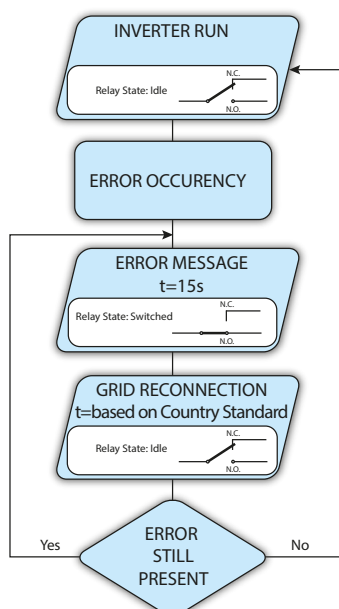 INVERTER RUN
N.C.
Relay State: Idle
N.O.
ERROR OCCURENCY
ERROR MESSAGE
t=15s
N.C.
Relay State: Switched
N.O.
GRID RECONNECTION
t=based on Country Standard
N.C.
Relay State: Idle
N.O.
Yes
ERROR
STILL
PRESENT
No